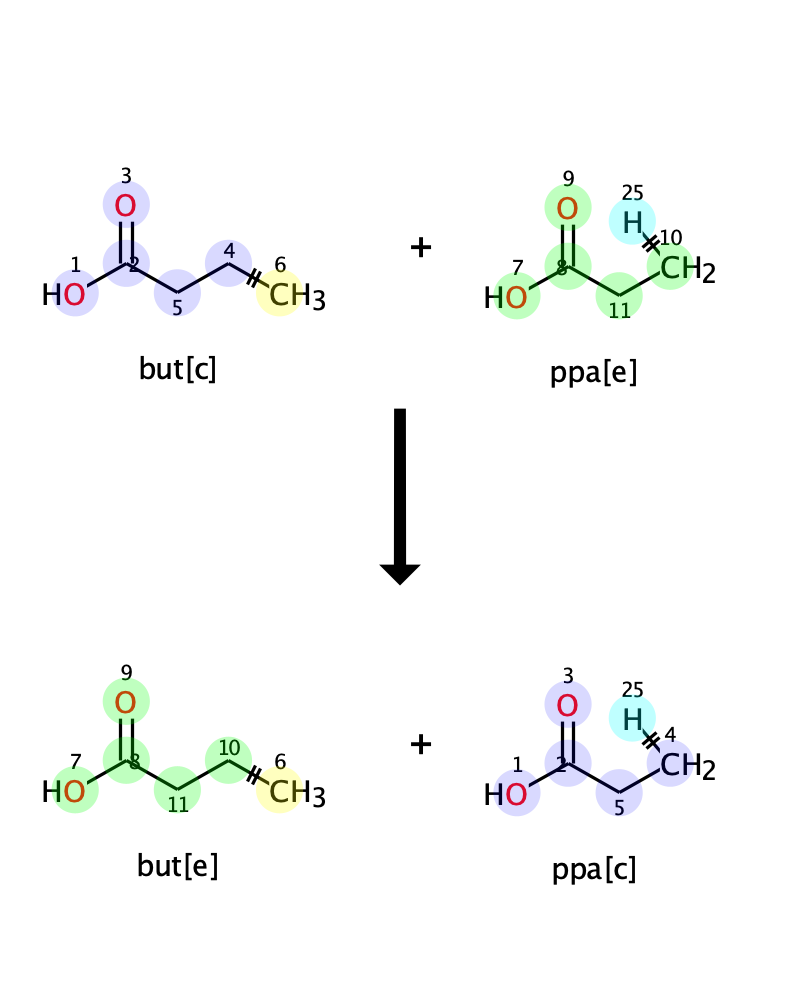 3 9 25
O O H
1 2 4 6 + 7 8 10
HO CH3 HO CH2
5 11
but[c] ppa[e]
9 3 25
O O H
7 8 10 6 + 1 2 4
HO CH3 HO CH2
11 5
but[e] ppa[c]